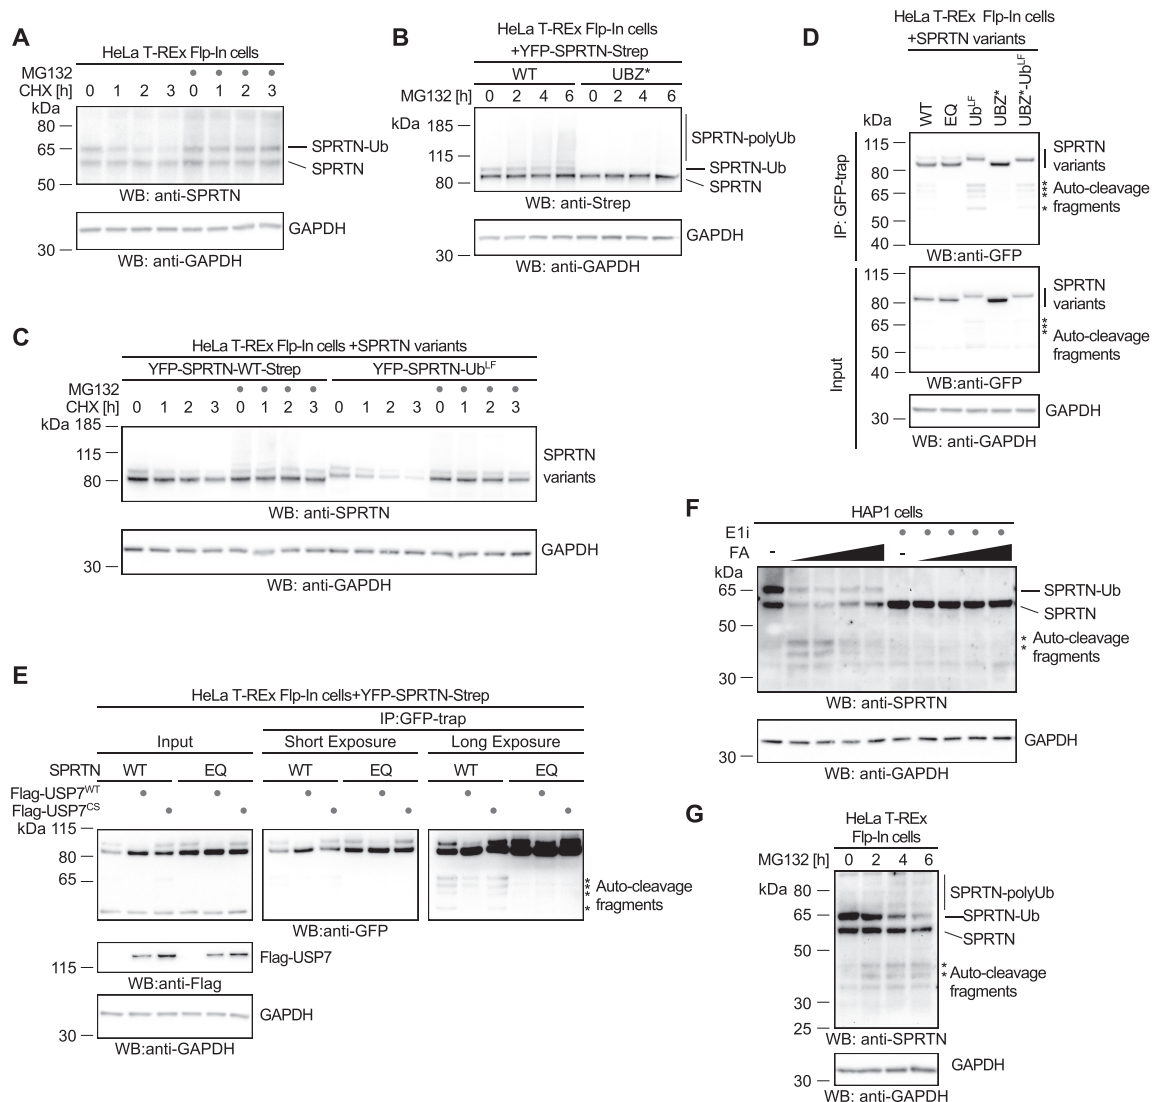 A
HeLa T-REx Flp-In cells
MG132
CHX [h] 0 1 2 3 0 1 2 3
kDa
80
65
50
SPRTN-Ub
SPRTN
WB: anti-SPRTN
GAPDH
30
WB: anti-GAPDH
B
HeLa T-REx Flp-In cells
+YFP-SPRTN-Strep
WT UBZ*
MG132 [h] 0 2 4 6 0 2 4 6
kDa
185
115
80
SPRTN-polyUb
SPRTN-Ub
SPRTN
WB: anti-Strep
GAPDH
30
WB: anti-GAPDH
C
HeLa T-REx Flp-In cells +SPRTN variants
YFP-SPRTN-WT-Strep YFP-SPRTN-Ub^LF
MG132
CHX [h] 0 1 2 3 0 1 2 3 0 1 2 3 0 1 2 3
kDa 185
115
80
SPRTN
variants
WB: anti-SPRTN
GAPDH
30
WB: anti-GAPDH
D
HeLa T-REx Flp-In cells
+SPRTN variants
kDa WT EQ Ub^LF UBZ* UBZ*-Ub^LF
IP: GFP-trap
115
80
65
50
40
SPRTN
variants
* * * *
Auto-cleavage
fragments
WB:anti-GFP
Input
115
80
65
50
40
SPRTN
variants
* * *
Auto-cleavage
fragments
WB:anti-GFP
GAPDH
30
WB: anti-GAPDH
E
HeLa T-REx Flp-In cells+YFP-SPRTN-Strep
IP:GFP-trap
Input Short Exposure Long Exposure
SPRTN WT EQ WT EQ WT EQ
Flag-USP7^WT
Flag-USP7^CS
kDa 115
80
65
* * * *
Auto-cleavage
fragments
WB:anti-GFP
Flag-USP7
115
WB:anti-Flag
GAPDH
30
WB:anti-GAPDH
F
HAP1 cells
E1i
FA - -
kDa
65
50
30
SPRTN-Ub
SPRTN
* *
Auto-cleavage
fragments
WB: anti-SPRTN
GAPDH
30
WB: anti-GAPDH
G
HeLa T-REx
Flp-In cells
MG132 [h] 0 2 4 6
kDa
80
65
50
30
25
SPRTN-polyUb
SPRTN-Ub
SPRTN
* *
Auto-cleavage
fragments
WB: anti-SPRTN
GAPDH
30
WB: anti-GAPDH